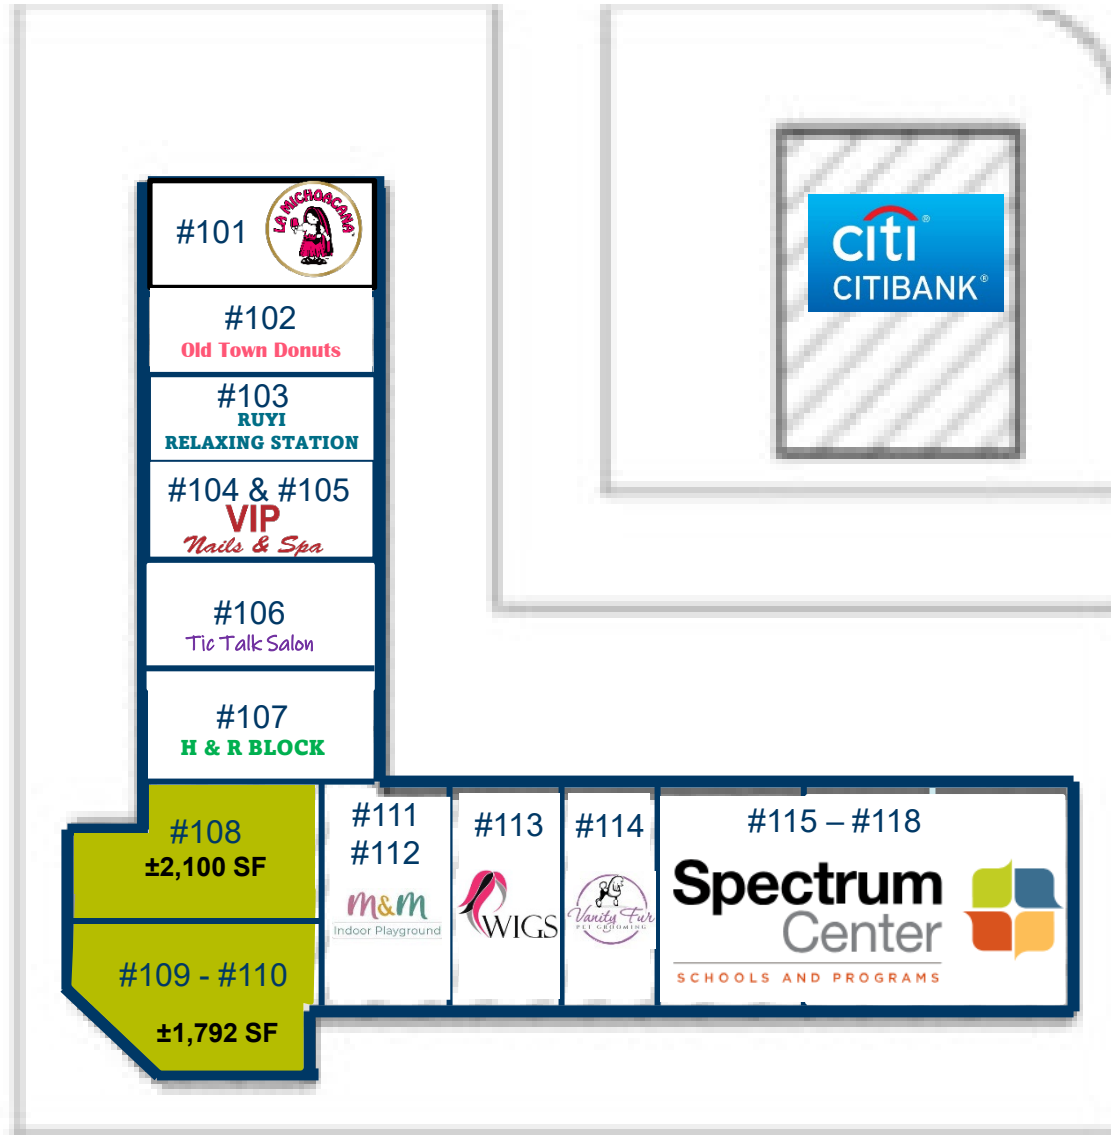 #101
LA MICHOACANA
citi®
CITIBANK®
#102
Old Town Donuts
#103
RUYI
RELAXING STATION
#104 & #105
VIP
Nails & Spa
#106
Tic Talk Salon
#107
H & R BLOCK
#108
±2,100 SF
#109 - #110
±1,792 SF
#111
#112
m&m
Indoor Playground
#113
WIGS
#114
Vanity Fur
PET GROOMING
#115 – #118
Spectrum
Center
SCHOOLS AND PROGRAMS